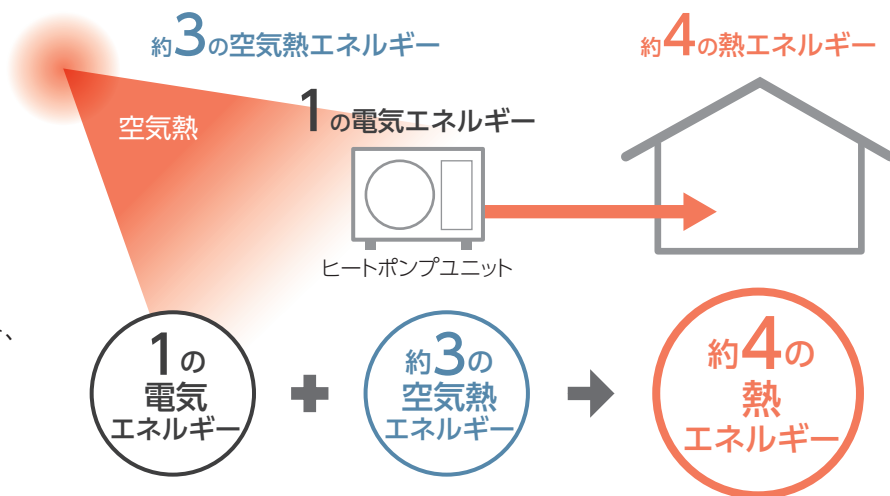 約3の空気熱エネルギー
約4の熱エネルギー
空気熱
1の電気エネルギー
ヒートポンプユニット
、
1の
電気
エネルギー
+
約3の
空気熱
エネルギー
約4の
熱
エネルギー